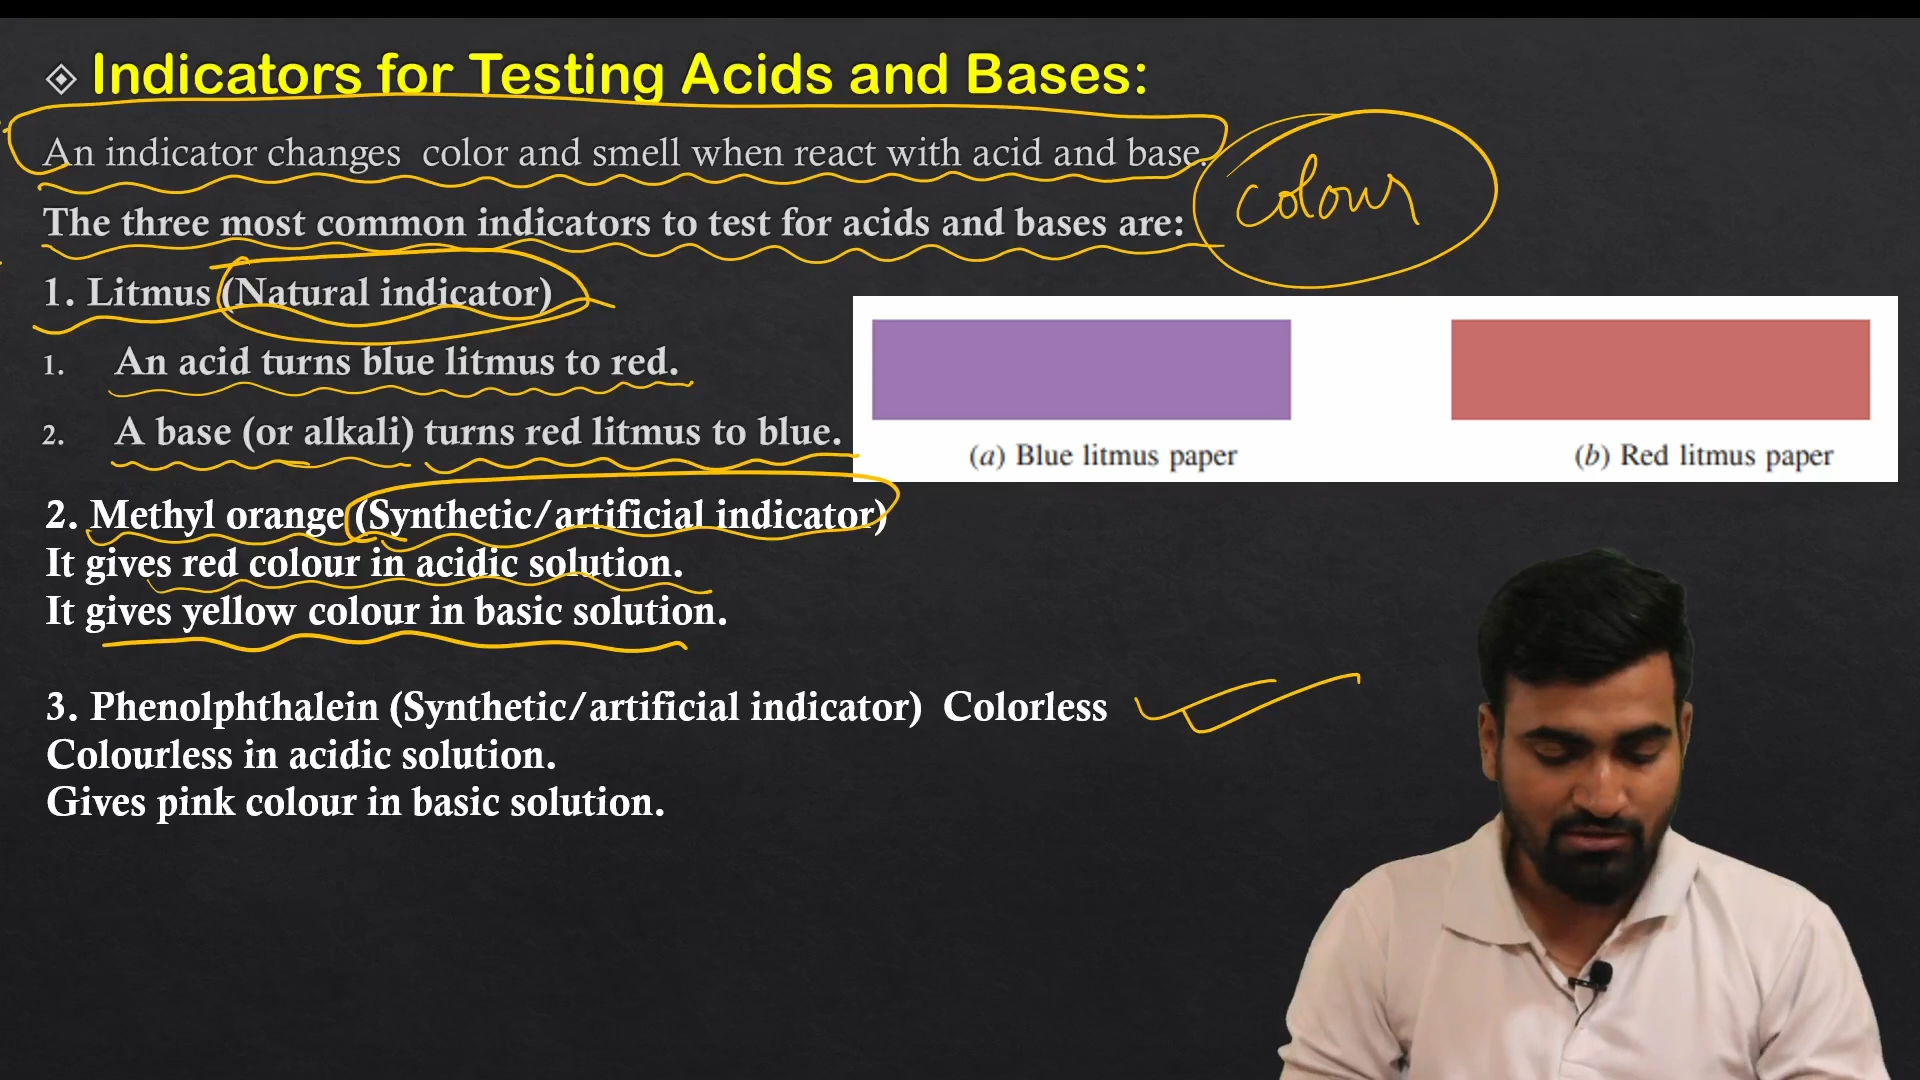 Indicators for Testing Acids and Bases:
An indicator changes color and smell when react with acid and base.
colour
The three most common indicators to test for acids and bases are:
1. Litmus (Natural indicator)
1. An acid turns blue litmus to red.
2. A base (or alkali) turns red litmus to blue.
(a) Blue litmus paper
(b) Red litmus paper
2. Methyl orange (Synthetic/artificial indicator)
It gives red colour in acidic solution.
It gives yellow colour in basic solution.
3. Phenolphthalein (Synthetic/artificial indicator) Colorless
Colourless in acidic solution.
Gives pink colour in basic solution.